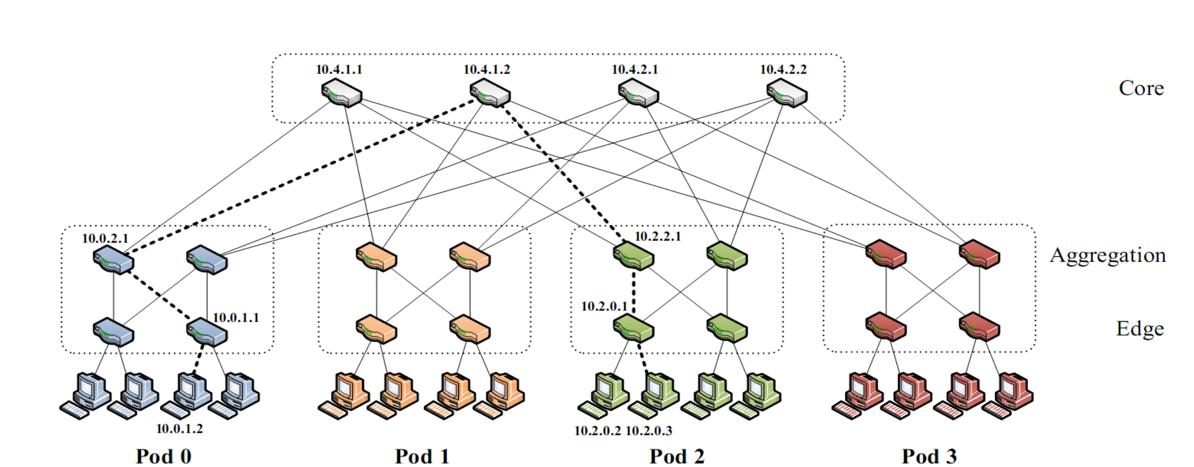 10.4.1.1 10.4.1.2 10.4.2.1 10.4.2.2
Core
10.0.2.1 10.2.2.1
Aggregation
10.0.1.1 10.2.0.1
Edge
10.0.1.2 10.2.0.2 10.2.0.3
Pod 0 Pod 1 Pod 2 Pod 3